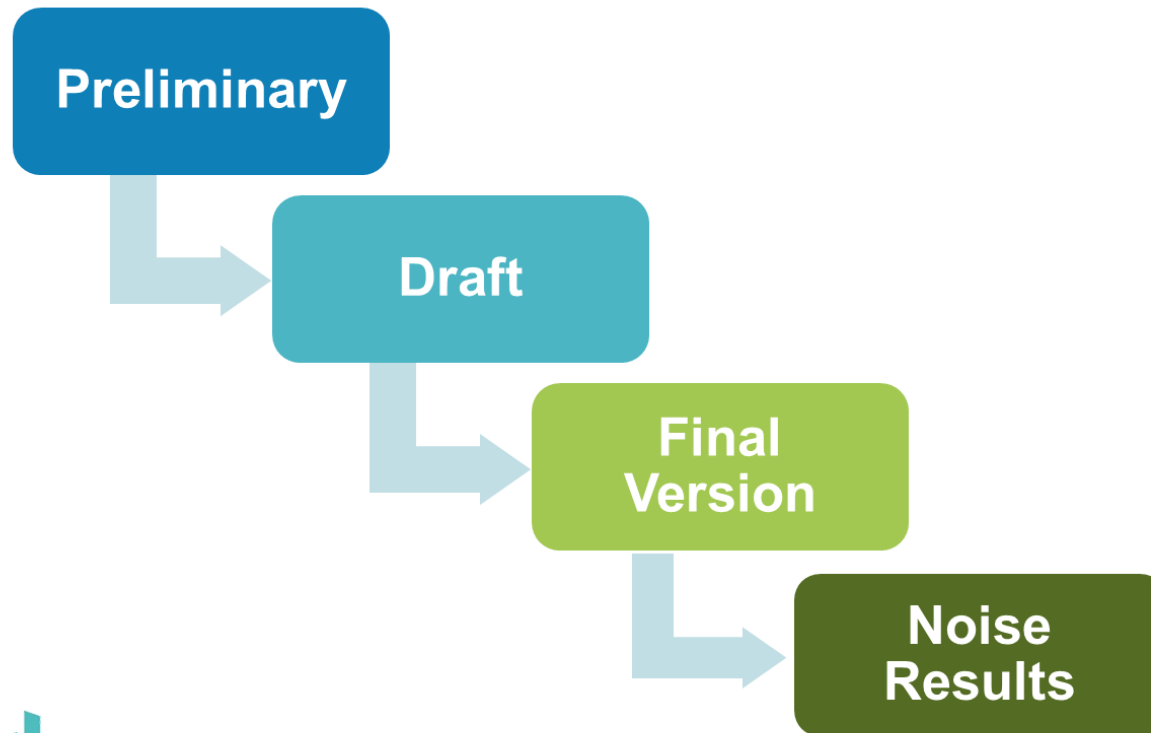 Preliminary
Draft
Final
Version
Noise
Results